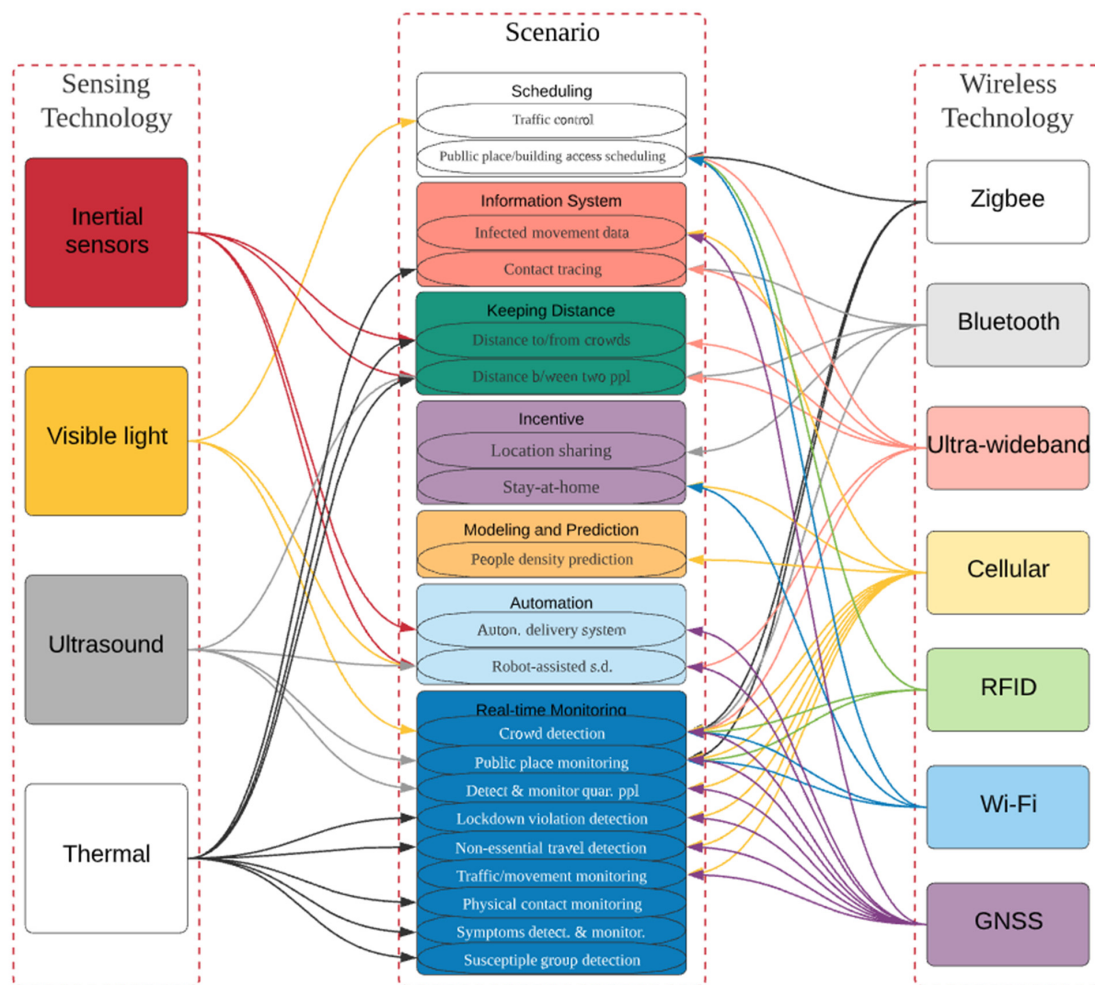 Scenario
Sensing
Technology
Inertial
sensors
Visible light
Ultrasound
Thermal
Scheduling
Traffic control
Publlic place/building access scheduling
Information System
Infected movement data
Contact tracing
Keeping Distance
Distance to/from crowds
Distance b/ween two ppl
Incentive
Location sharing
Stay-at-home
Modeling and Prediction
People density prediction
Automation
Auton. delivery system
Robot-assisted s.d.
Real-time Monitoring
Crowd detection
Public place monitoring
Detect & monitor quar. ppl
Lockdown violation detection
Non-essential travel detection
Traffic/movement monitoring
Physical contact monitoring
Symptoms detect. & monitor.
Susceptiple group detection
Wireless
Technology
Zigbee
Bluetooth
Ultra-wideband
Cellular
RFID
Wi-Fi
GNSS